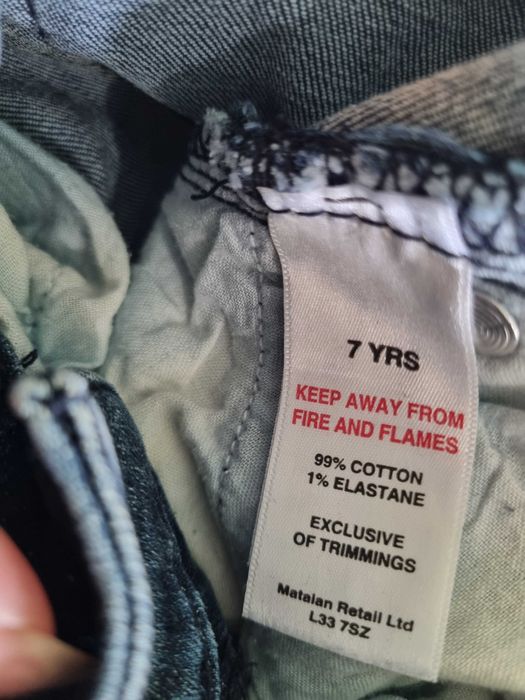 7 YRS
KEEP AWAY FROM
FIRE AND FLAMES
99% COTTON
1% ELASTANE
EXCLUSIVE
OF TRIMMINGS
Matalan Retail Ltd
L33 7SZ